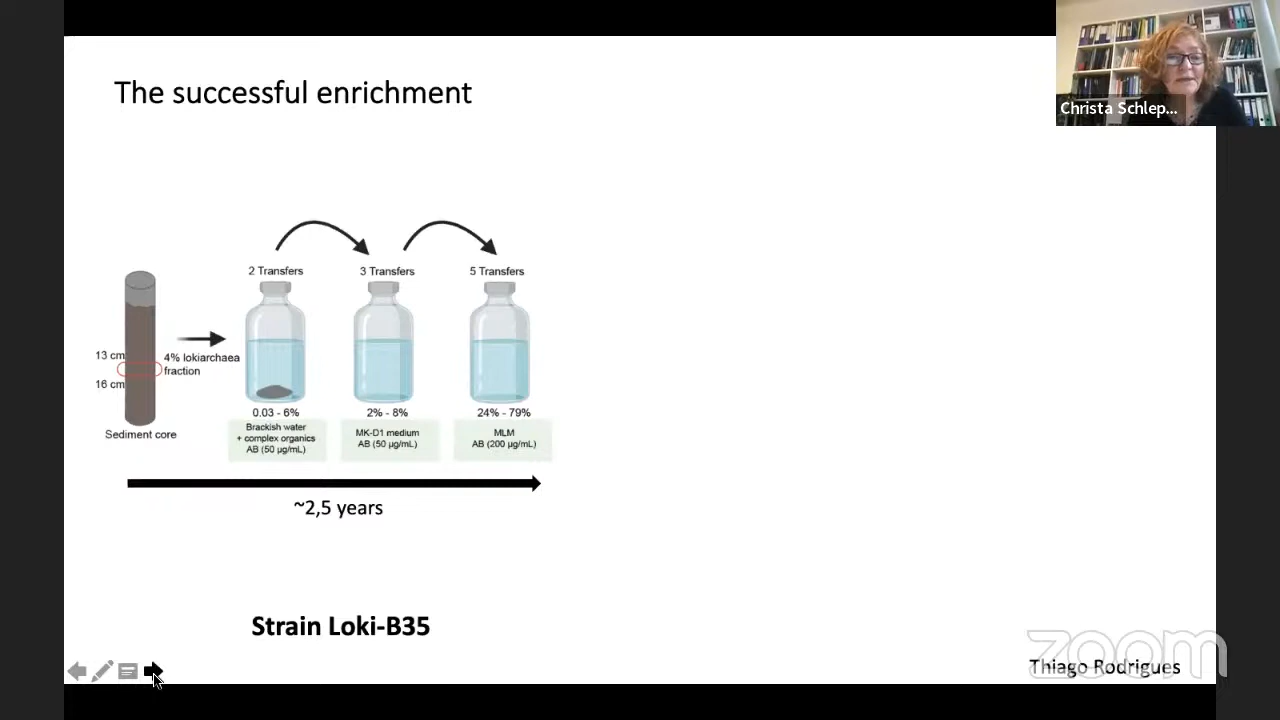 The successful enrichment
Christa Schlep...
2 Transfers
3 Transfers
5 Transfers
13 cm
4% lokiarchaea
fraction
16 cm
Sediment core
0.03 - 6%
Brackish water
+ complex organics
AB (50 µg/mL)
2% - 8%
MK-D1 medium
AB (50 µg/mL)
24% - 79%
MLM
AB (200 µg/mL)
~2,5 years
Strain Loki-B35
zoom
Thiago Rodrigues